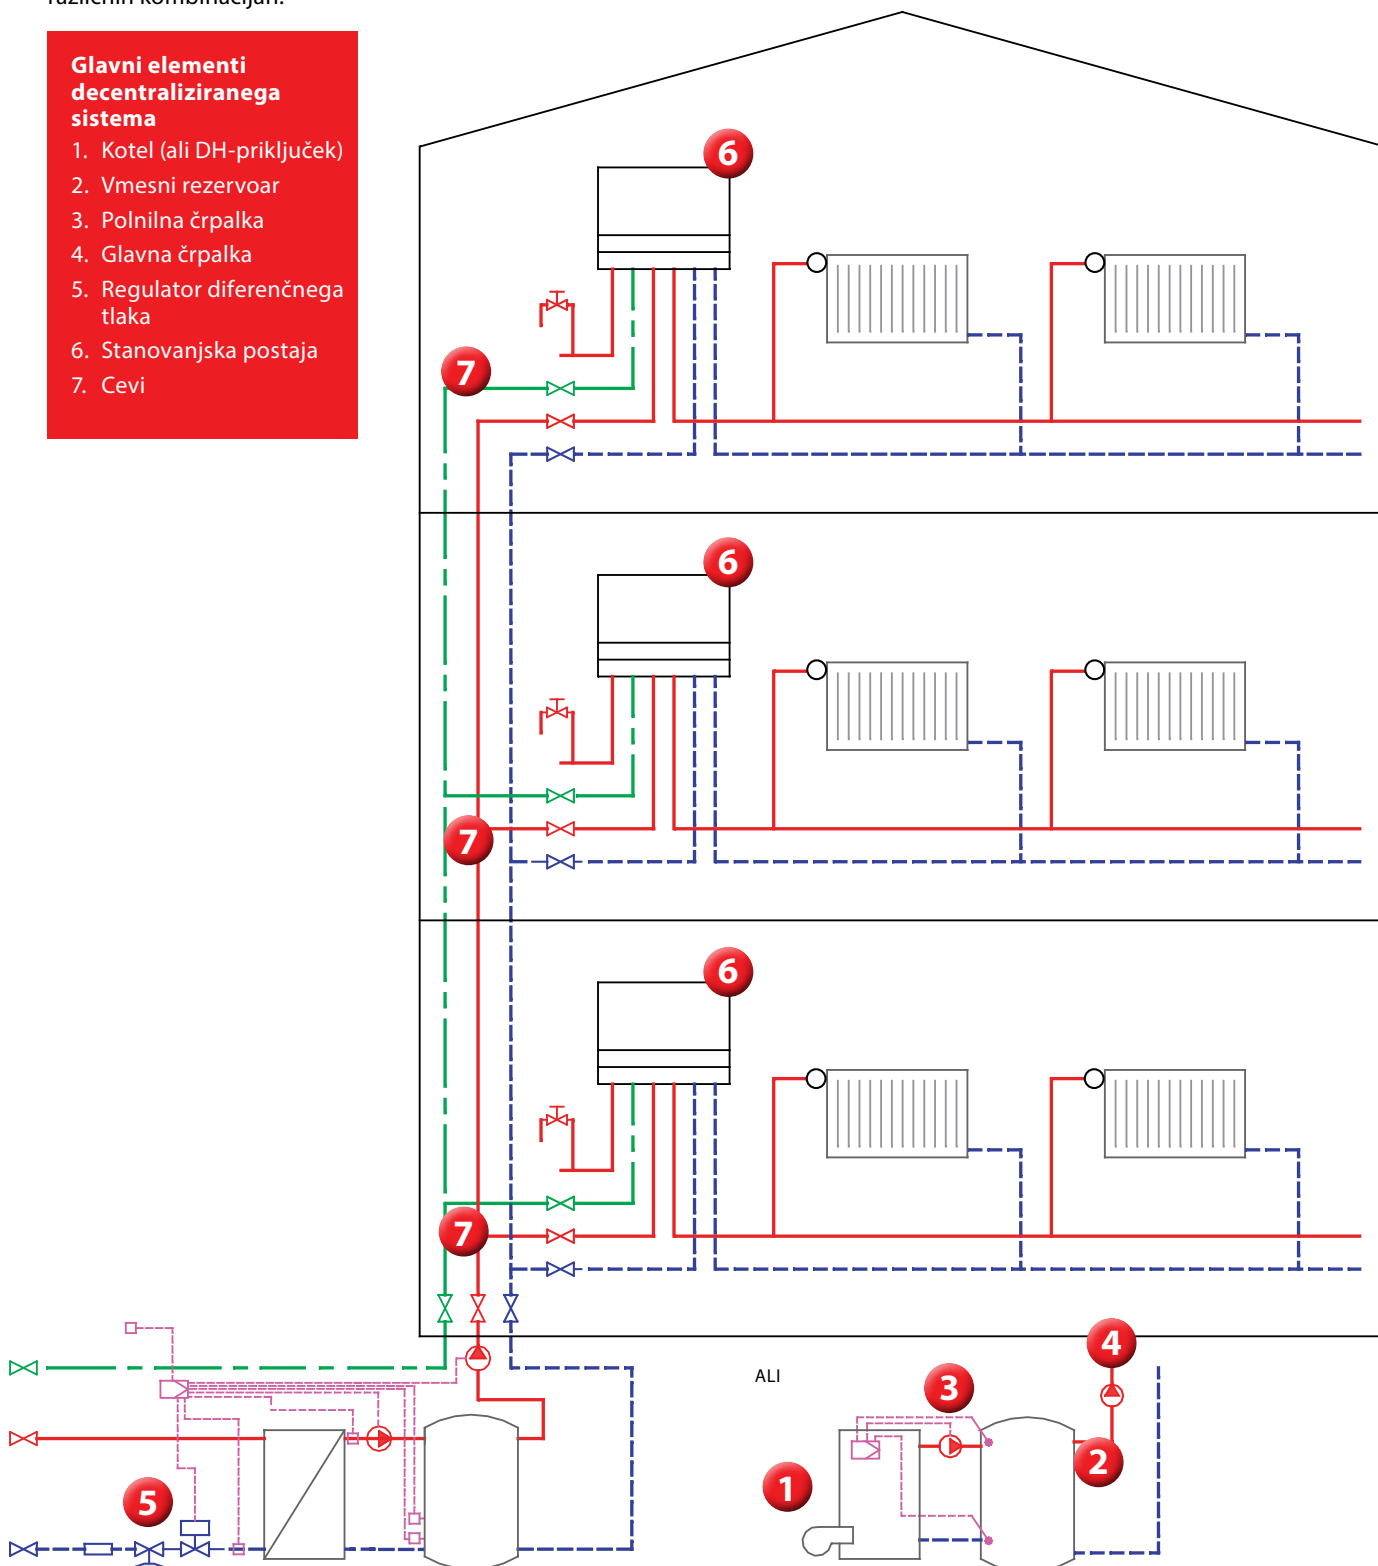 različnih kombinacijah.
Glavni elementi
decentraliziranega
sistema
1. Kotel (ali DH-priključek)
2. Vmesni rezervoar
3. Polnilna črpalka
4. Glavna črpalka
5. Regulator diferenčnega
tlaka
6. Stanovanjska postaja
7. Cevi
6
7
6
7
6
7
4
ALI
3
2
1
5